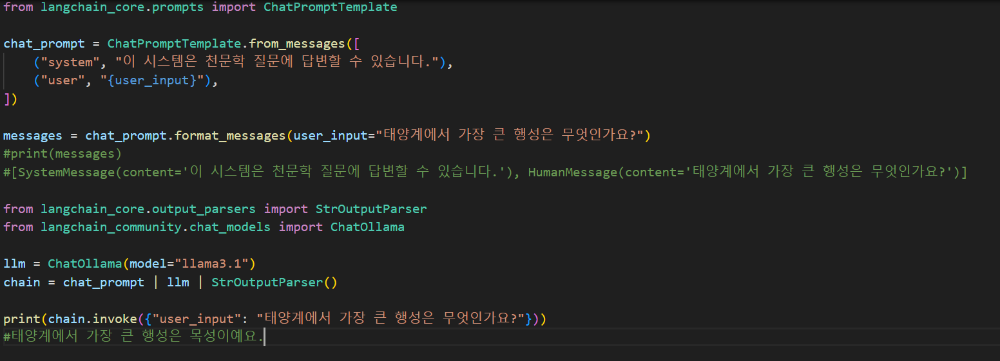 from langchain_core.prompts import ChatPromptTemplate
chat_prompt = ChatPromptTemplate.from_messages([
    ("system", "이 시스템은 천문학 질문에 답변할 수 있습니다."),
    ("user", "{user_input}"),
])
messages = chat_prompt.format_messages(user_input="태양계에서 가장 큰 행성은 무엇인가요?")
#print(messages)
#[SystemMessage(content='이 시스템은 천문학 질문에 답변할 수 있습니다.'), HumanMessage(content='태양계에서 가장 큰 행성은 무엇인가요?')]
from langchain_core.output_parsers import StrOutputParser
from langchain_community.chat_models import ChatOllama
llm = ChatOllama(model="llama3.1")
chain = chat_prompt | llm | StrOutputParser()
print(chain.invoke({"user_input": "태양계에서 가장 큰 행성은 무엇인가요?"}))
#태양계에서 가장 큰 행성은 목성이예요.